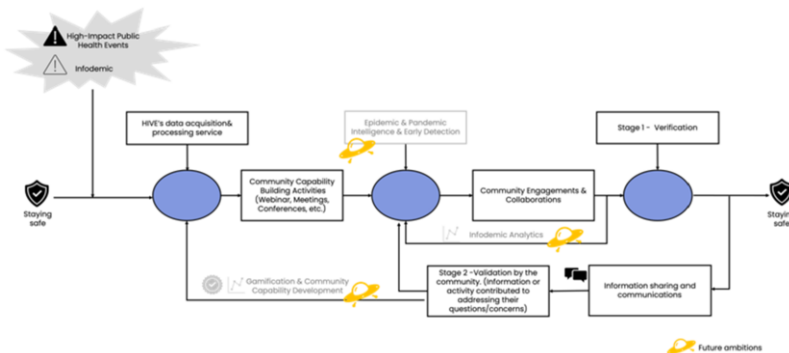 High-Impact Public
Health Events
Infodemic
HIVE's data acquisition&
processing service
Epidemic & Pandemic
Intelligence & Early Detection
Stage 1 - Verification
Staying
safe
Community Capability
Building Activities
(Webinar, Meetings,
Conferences, etc.)
Community Engagements &
Collaborations
Staying
safe
Infodemic Analytics
Gamification & Community
Capability Development
Stage 2 -Validation by the
community. (Information or
activity contributed to
addressing their
questions/concerns)
Information sharing and
communications
Future ambitions